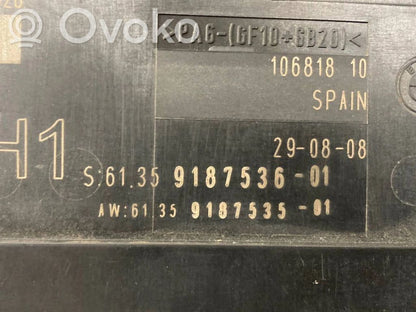 20
Ovoko
>PA6-(GF10+GB20)<
106818 10
SPAIN
H1
29-08-08
S:61.35 9187536-01
AW:61.35 9187535-01